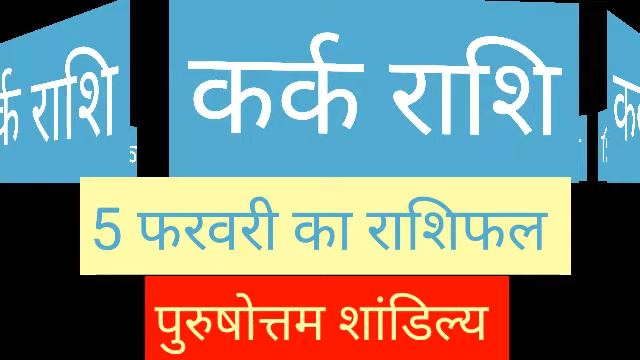 कर्क राशि
5 फरवरी का राशिफल
पुरुषोत्तम शांडिल्य